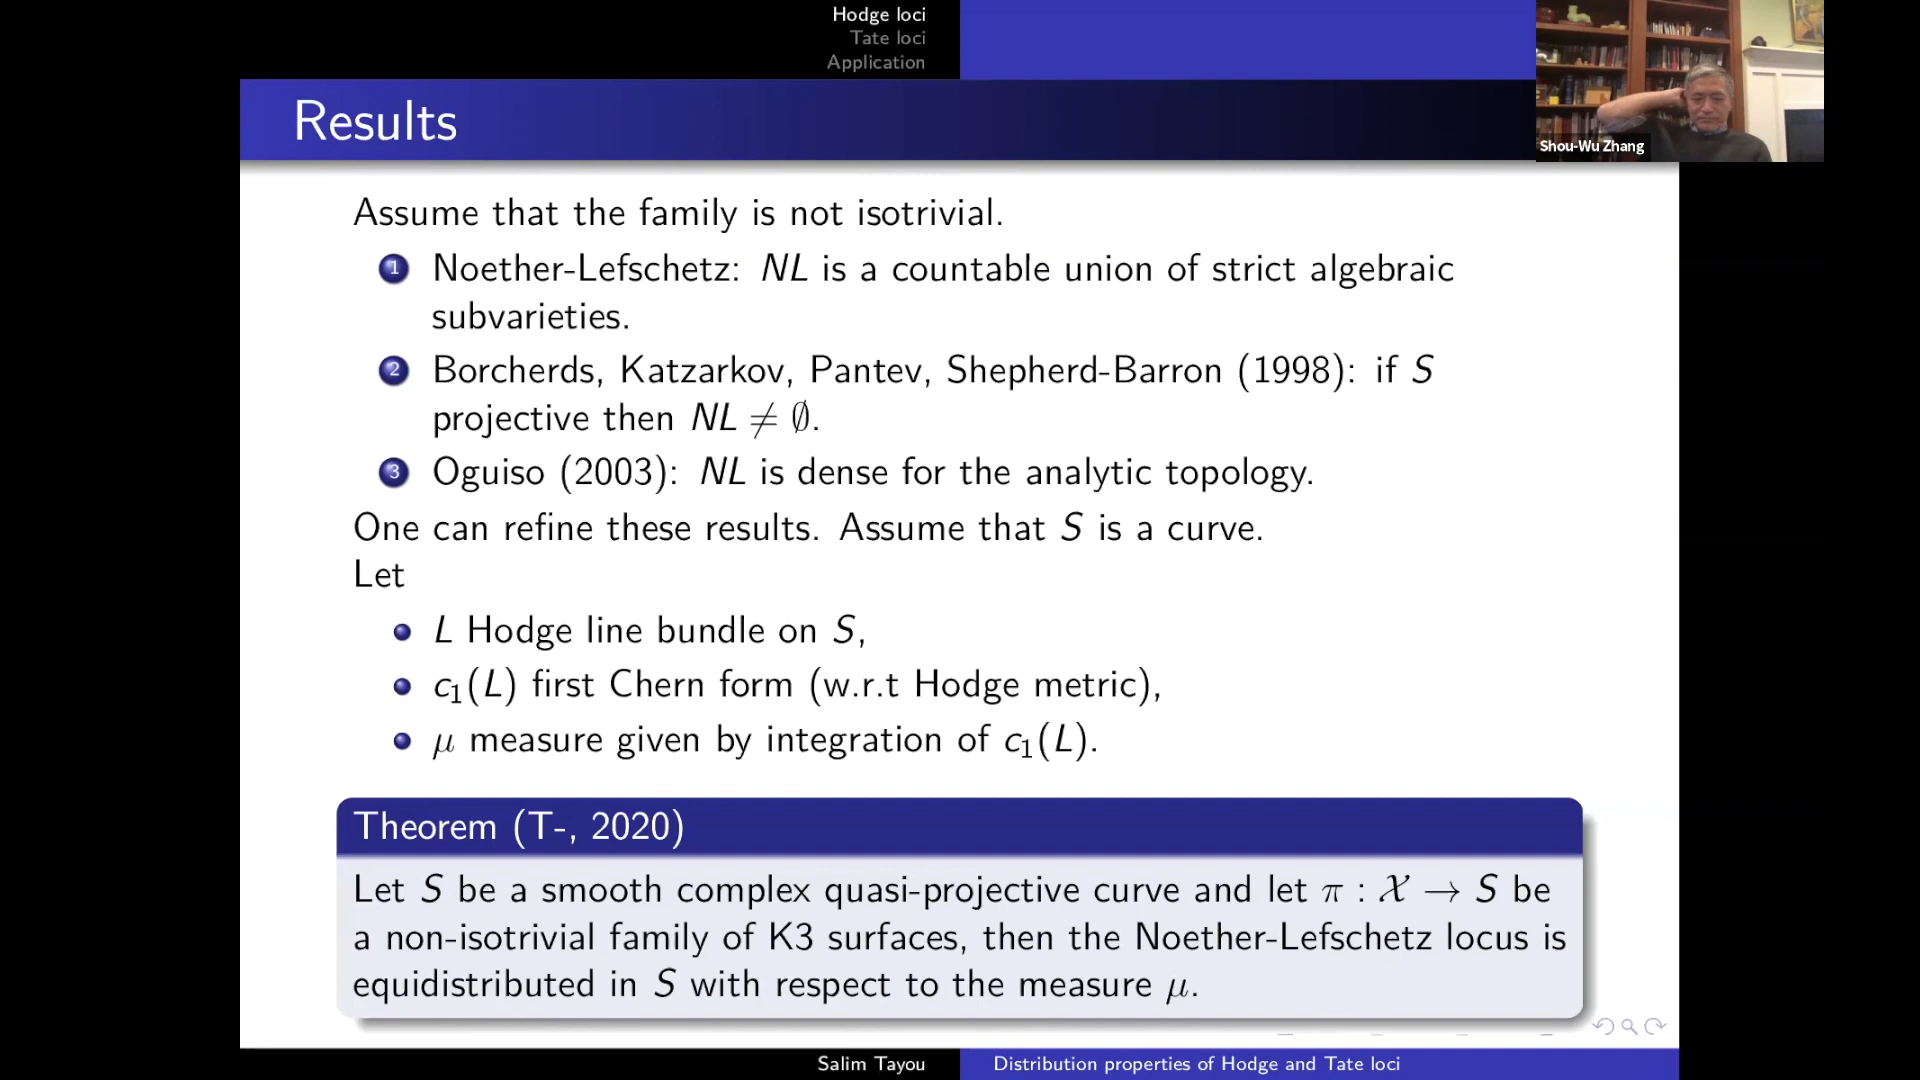 Hodge loci
Tate loci
Application
Results
Shou-Wu Zhang
Assume that the family is not isotrivial.
1 Noether-Lefschetz: NL is a countable union of strict algebraic
subvarieties.
2 Borcherds, Katzarkov, Pantev, Shepherd-Barron (1998): if S
projective then NL ≠ ∅.
3 Oguiso (2003): NL is dense for the analytic topology.
One can refine these results. Assume that S is a curve.
Let
• L Hodge line bundle on S,
• c₁(L) first Chern form (w.r.t Hodge metric),
• μ measure given by integration of c₁(L).
Theorem (T-, 2020)
Let S be a smooth complex quasi-projective curve and let π : 𝒳 → S be
a non-isotrivial family of K3 surfaces, then the Noether-Lefschetz locus is
equidistributed in S with respect to the measure μ.
Salim Tayou
Distribution properties of Hodge and Tate loci